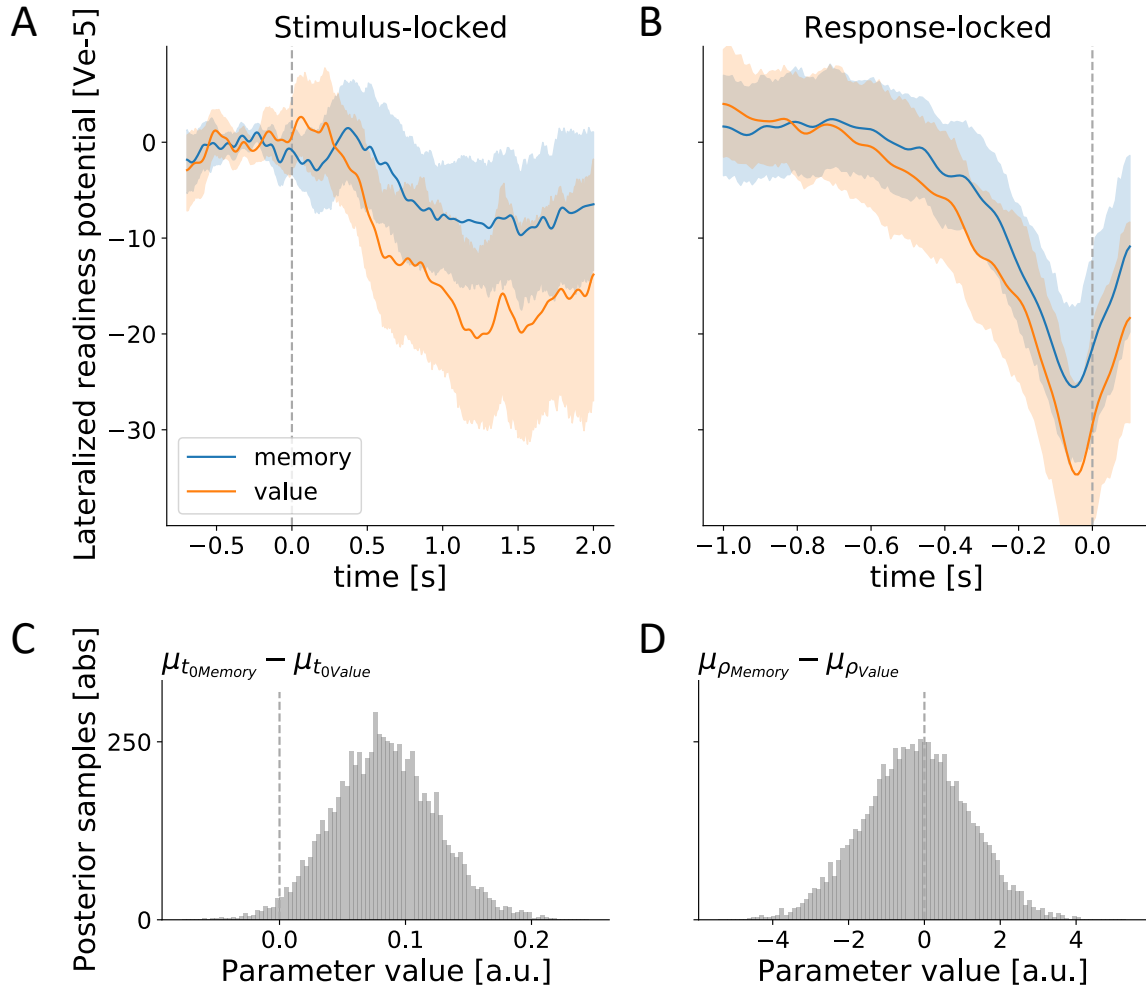 A
Stimulus-locked
B
Response-locked
Lateralized readiness potential [Ve-5]
0
−10
−20
−30
memory
value
−0.5
0.0
0.5
1.0
1.5
2.0
time [s]
−1.0
−0.8
−0.6
−0.4
−0.2
0.0
time [s]
C
μt0Memory − μt0Value
D
μρMemory − μρValue
Posterior samples [abs]
250
0
0.0
0.1
0.2
Parameter value [a.u.]
−4
−2
0
2
4
Parameter value [a.u.]